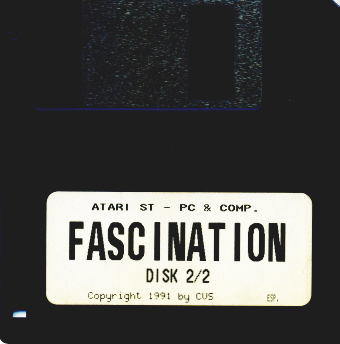 ATARI ST - PC & COMP.
FASCINATION
DISK 2/2
Copyright 1991 by CVS ESP.